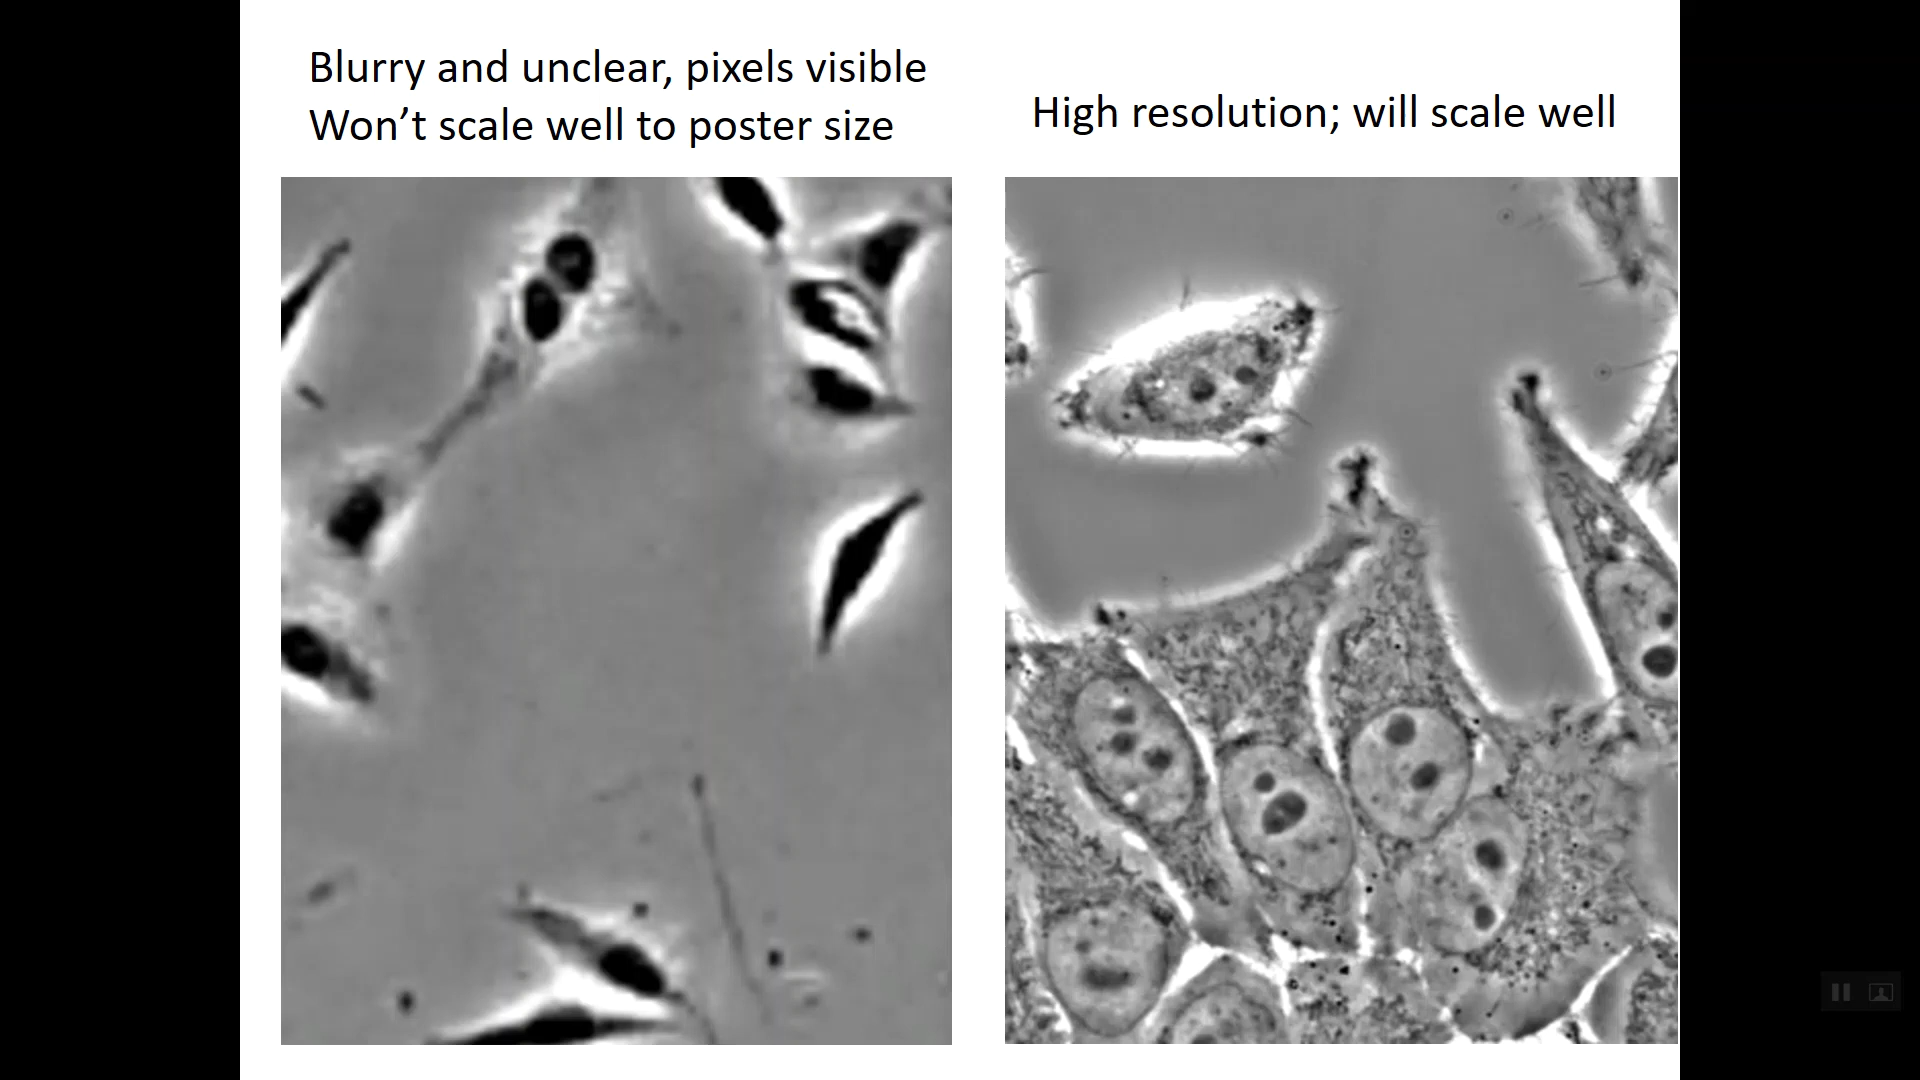 Blurry and unclear, pixels visible
Won’t scale well to poster size
High resolution; will scale well